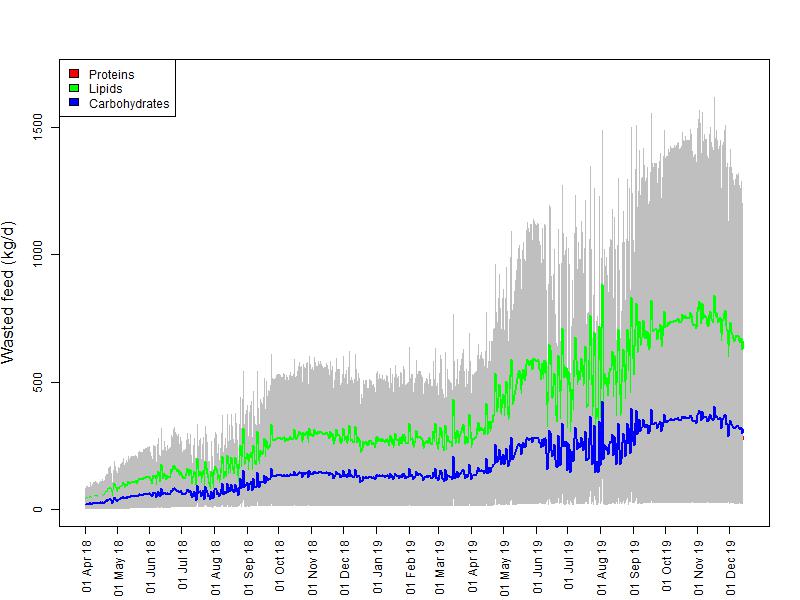 Proteins
Lipids
Carbohydrates
Wasted feed (kg/d)
1500
1000
500
0
01 Apr 18
01 May 18
01 Jun 18
01 Jul 18
01 Aug 18
01 Sep 18
01 Oct 18
01 Nov 18
01 Dec 18
01 Jan 19
01 Feb 19
01 Mar 19
01 Apr 19
01 May 19
01 Jun 19
01 Jul 19
01 Aug 19
01 Sep 19
01 Oct 19
01 Nov 19
01 Dec 19